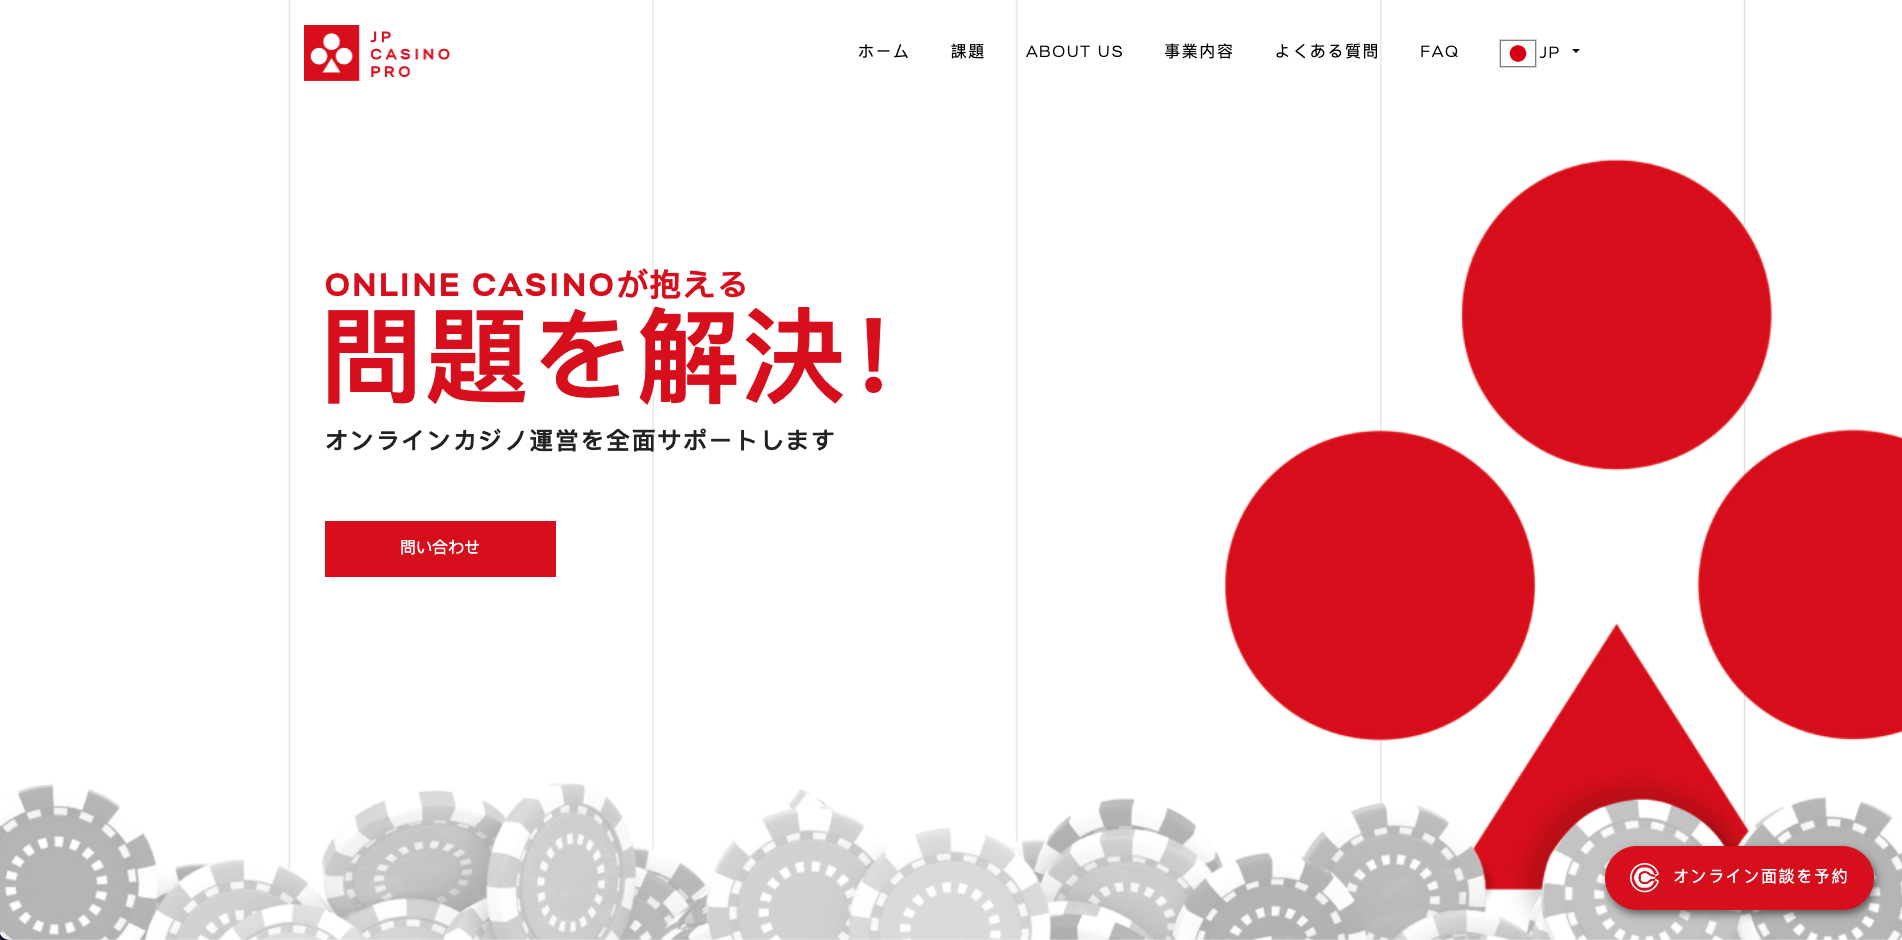 JP
CASINO
PRO
ホーム 課題 ABOUT US 事業内容 よくある質問 FAQ JP
ONLINE CASINOが抱える
問題を解決！
オンラインカジノ運営を全面サポートします
問い合わせ
オンライン面談を予約